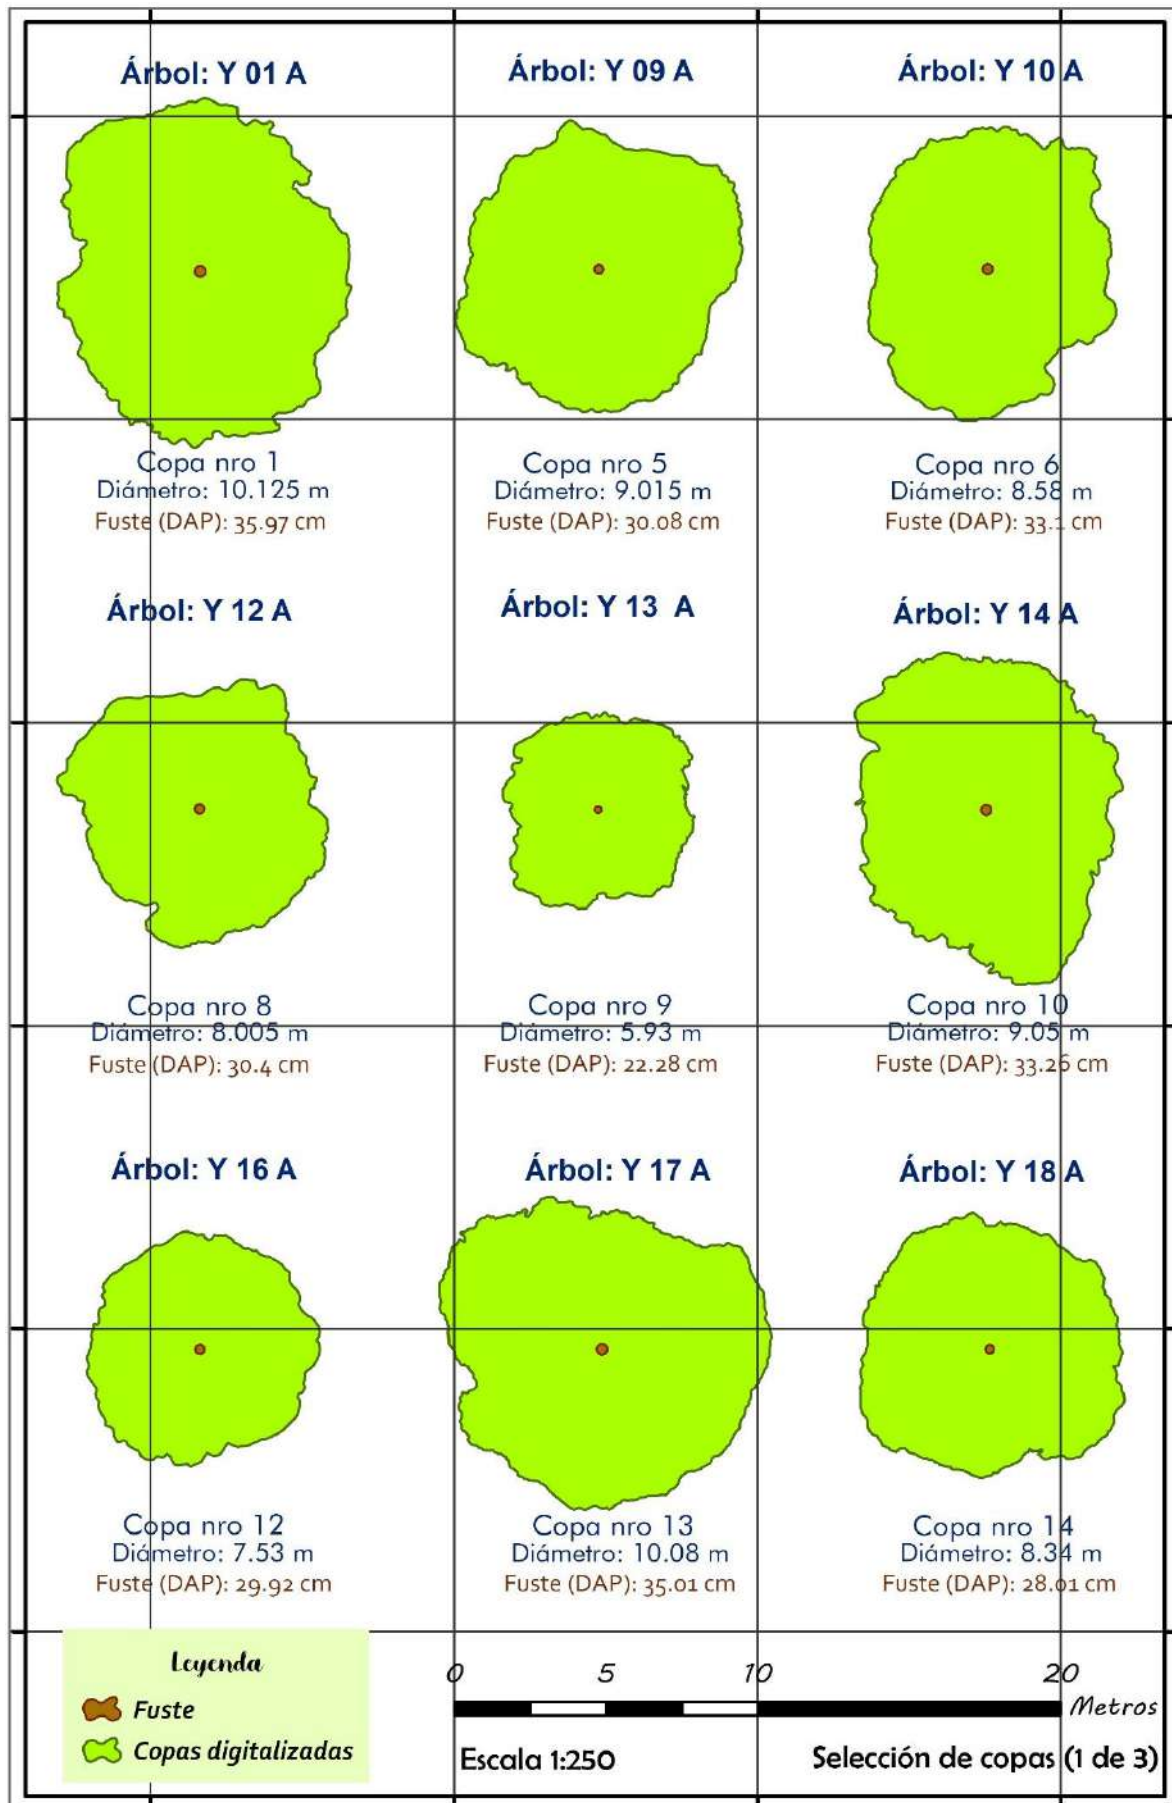 Árbol: Y 01 A
Árbol: Y 09 A
Árbol: Y 10 A
Copa nro 1
Diámetro: 10.125 m
Fuste (DAP): 35.97 cm
Copa nro 5
Diámetro: 9.015 m
Fuste (DAP): 30.08 cm
Copa nro 6
Diámetro: 8.58 m
Fuste (DAP): 33.1 cm
Árbol: Y 12 A
Árbol: Y 13 A
Árbol: Y 14 A
Copa nro 8
Diámetro: 8.005 m
Fuste (DAP): 30.4 cm
Copa nro 9
Diámetro: 5.93 m
Fuste (DAP): 22.28 cm
Copa nro 10
Diámetro: 9.05 m
Fuste (DAP): 33.26 cm
Árbol: Y 16 A
Árbol: Y 17 A
Árbol: Y 18 A
Copa nro 12
Diámetro: 7.53 m
Fuste (DAP): 29.92 cm
Copa nro 13
Diámetro: 10.08 m
Fuste (DAP): 35.01 cm
Copa nro 14
Diámetro: 8.34 m
Fuste (DAP): 28.01 cm
Leyenda
Fuste
Copas digitalizadas
0 5 10 20
Metros
Escala 1:250
Selección de copas (1 de 3)